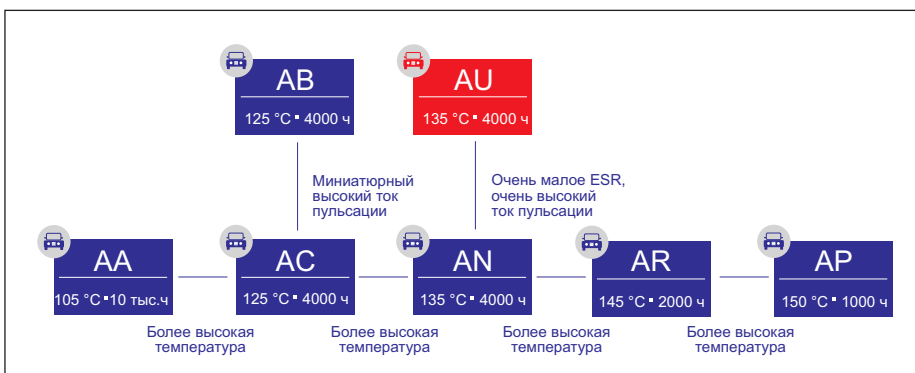 AB
125 °C ▪ 4000 ч
AU
135 °C ▪ 4000 ч
Миниатюрный
высокий ток
пульсации
Очень малое ESR,
очень высокий
ток пульсации
AA
105 °C ▪10 тыс.ч
AC
125 °C ▪ 4000 ч
AN
135 °C ▪ 4000 ч
AR
145 °C ▪ 2000 ч
AP
150 °C ▪ 1000 ч
Более высокая
температура
Более высокая
температура
Более высокая
температура
Более высокая
температура